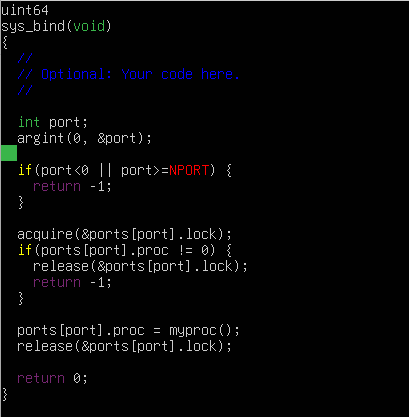 uint64
sys_bind(void)
{
  //
  // Optional: Your code here.
  //

  int port;
  argint(0, &port);

  if(port<0 || port>=NPORT) {
    return -1;
  }

  acquire(&ports[port].lock);
  if(ports[port].proc != 0) {
    release(&ports[port].lock);
    return -1;
  }

  ports[port].proc = myproc();
  release(&ports[port].lock);

  return 0;
}